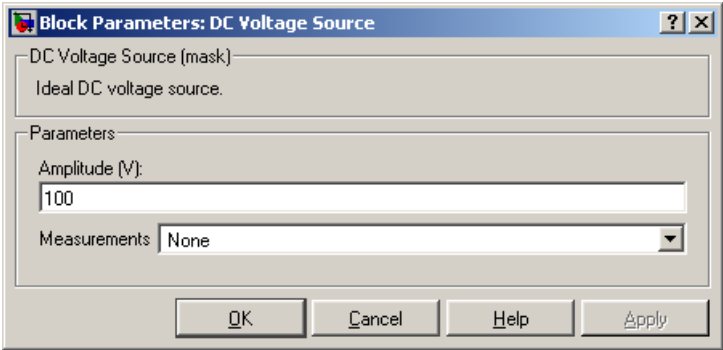 Block Parameters: DC Voltage Source
DC Voltage Source (mask)
Ideal DC voltage source.
Parameters
Amplitude (V):
100
Measurements None
OK Cancel Help Apply